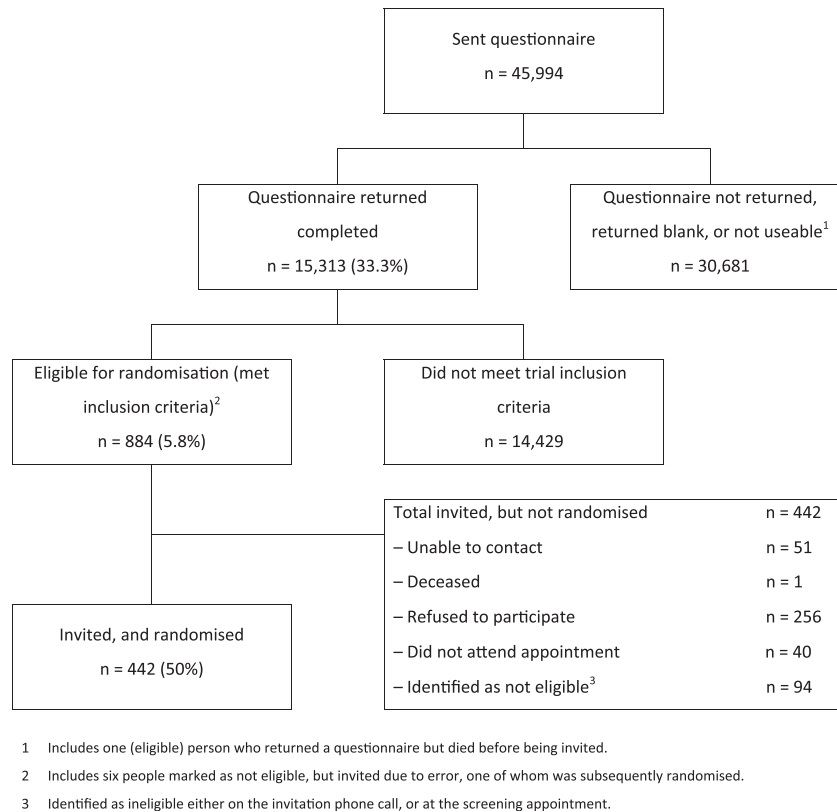 Sent questionnaire
n = 45,994
Questionnaire returned
completed
n = 15,313 (33.3%)
Questionnaire not returned,
returned blank, or not useable1
n = 30,681
Eligible for randomisation (met
inclusion criteria)2
n = 884 (5.8%)
Did not meet trial inclusion
criteria
n = 14,429
Total invited, but not randomised n = 442
– Unable to contact n = 51
– Deceased n = 1
– Refused to participate n = 256
– Did not attend appointment n = 40
– Identified as not eligible3 n = 94
Invited, and randomised
n = 442 (50%)
1 Includes one (eligible) person who returned a questionnaire but died before being invited.
2 Includes six people marked as not eligible, but invited due to error, one of whom was subsequently randomised.
3 Identified as ineligible either on the invitation phone call, or at the screening appointment.